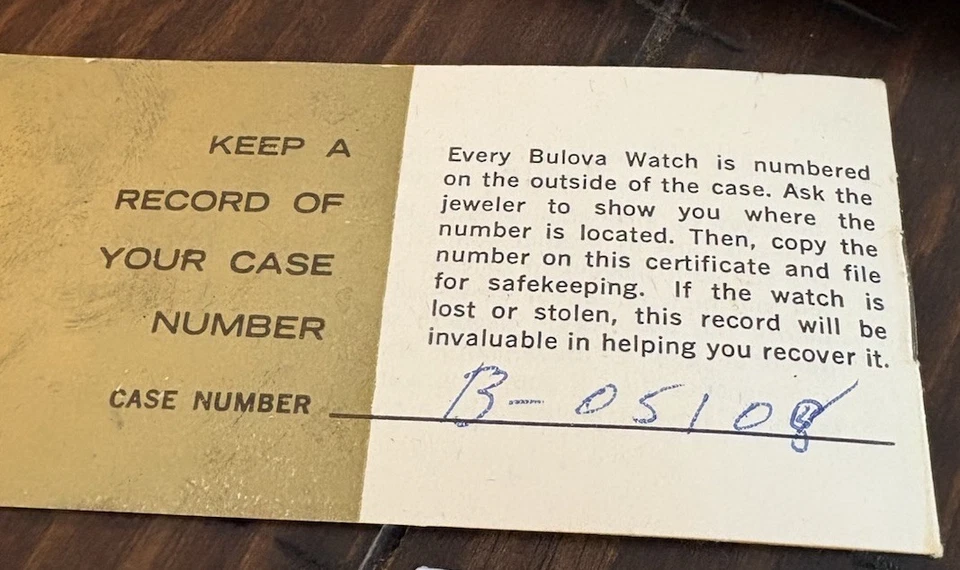 KEEP A
RECORD OF
YOUR CASE
NUMBER
CASE NUMBER
Every Bulova Watch is numbered
on the outside of the case. Ask the
jeweler to show you where the
number is located. Then, copy the
number on this certificate and file
for safekeeping. If the watch is
lost or stolen, this record will be
invaluable in helping you recover it.
B-05108